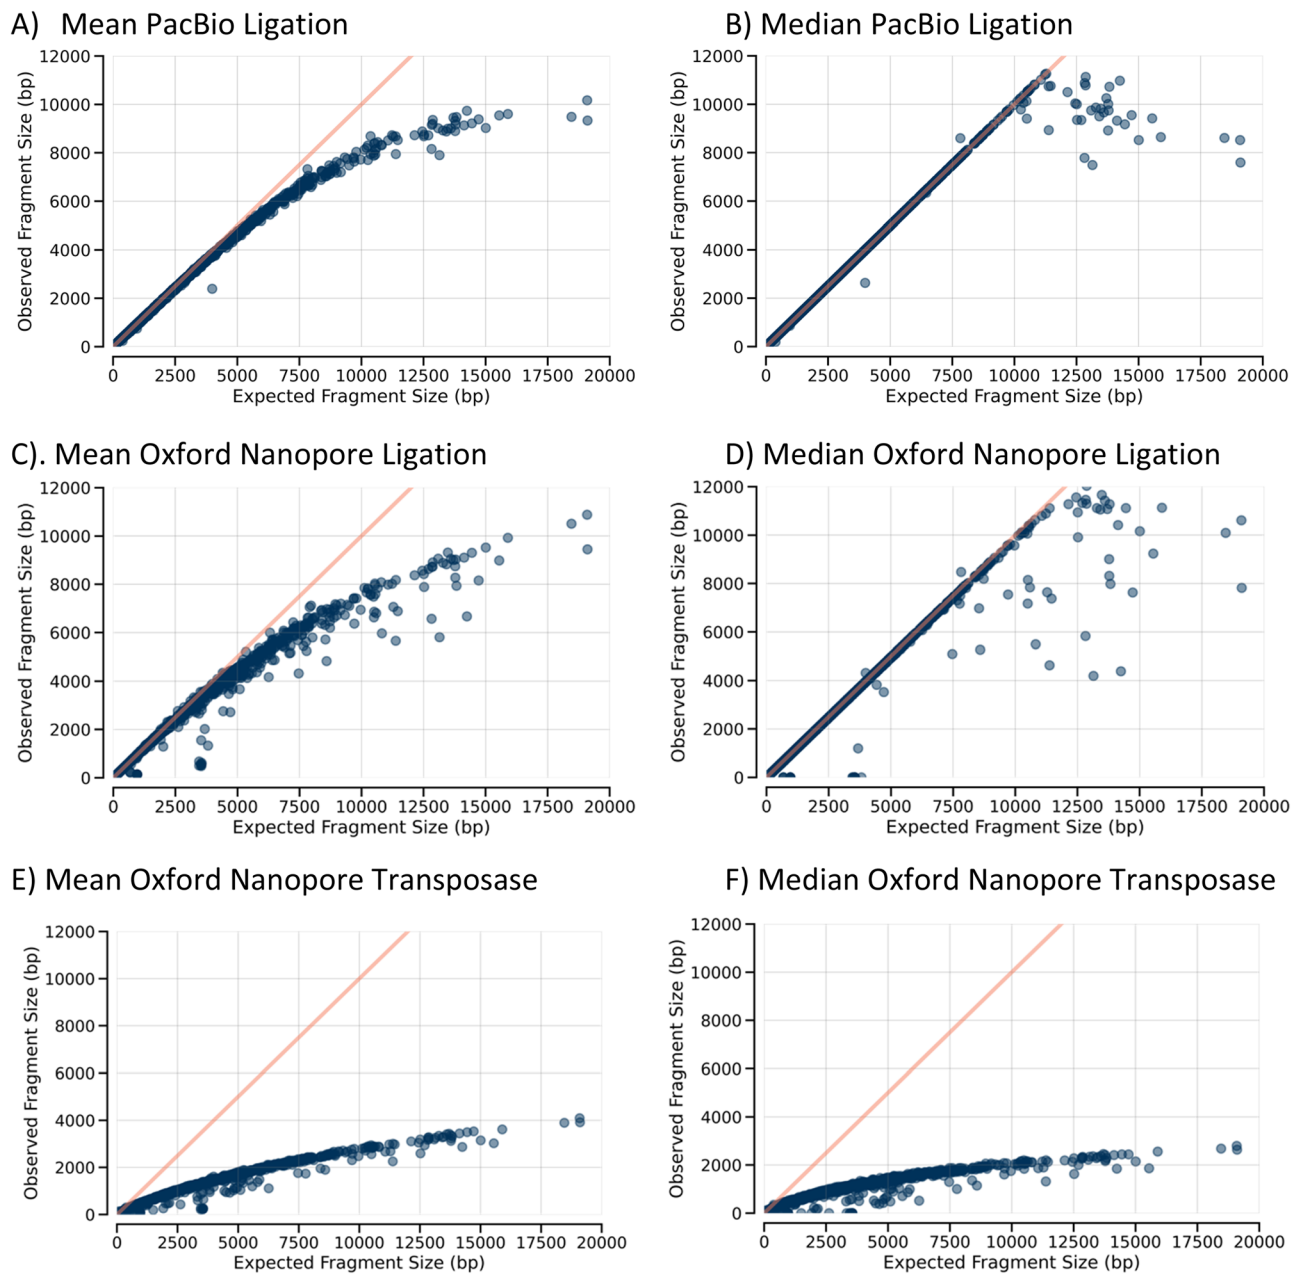 A) Mean PacBio Ligation
B) Median PacBio Ligation
Observed Fragment Size (bp)
12000
10000
8000
6000
4000
2000
0
0 2500 5000 7500 10000 12500 15000 17500 20000
Expected Fragment Size (bp)
Observed Fragment Size (bp)
12000
10000
8000
6000
4000
2000
0
0 2500 5000 7500 10000 12500 15000 17500 20000
Expected Fragment Size (bp)
C). Mean Oxford Nanopore Ligation
D) Median Oxford Nanopore Ligation
Observed Fragment Size (bp)
12000
10000
8000
6000
4000
2000
0
0 2500 5000 7500 10000 12500 15000 17500 20000
Expected Fragment Size (bp)
Observed Fragment Size (bp)
12000
10000
8000
6000
4000
2000
0
0 2500 5000 7500 10000 12500 15000 17500 20000
Expected Fragment Size (bp)
E) Mean Oxford Nanopore Transposase
F) Median Oxford Nanopore Transposase
Observed Fragment Size (bp)
12000
10000
8000
6000
4000
2000
0
0 2500 5000 7500 10000 12500 15000 17500 20000
Expected Fragment Size (bp)
Observed Fragment Size (bp)
12000
10000
8000
6000
4000
2000
0
0 2500 5000 7500 10000 12500 15000 17500 20000
Expected Fragment Size (bp)